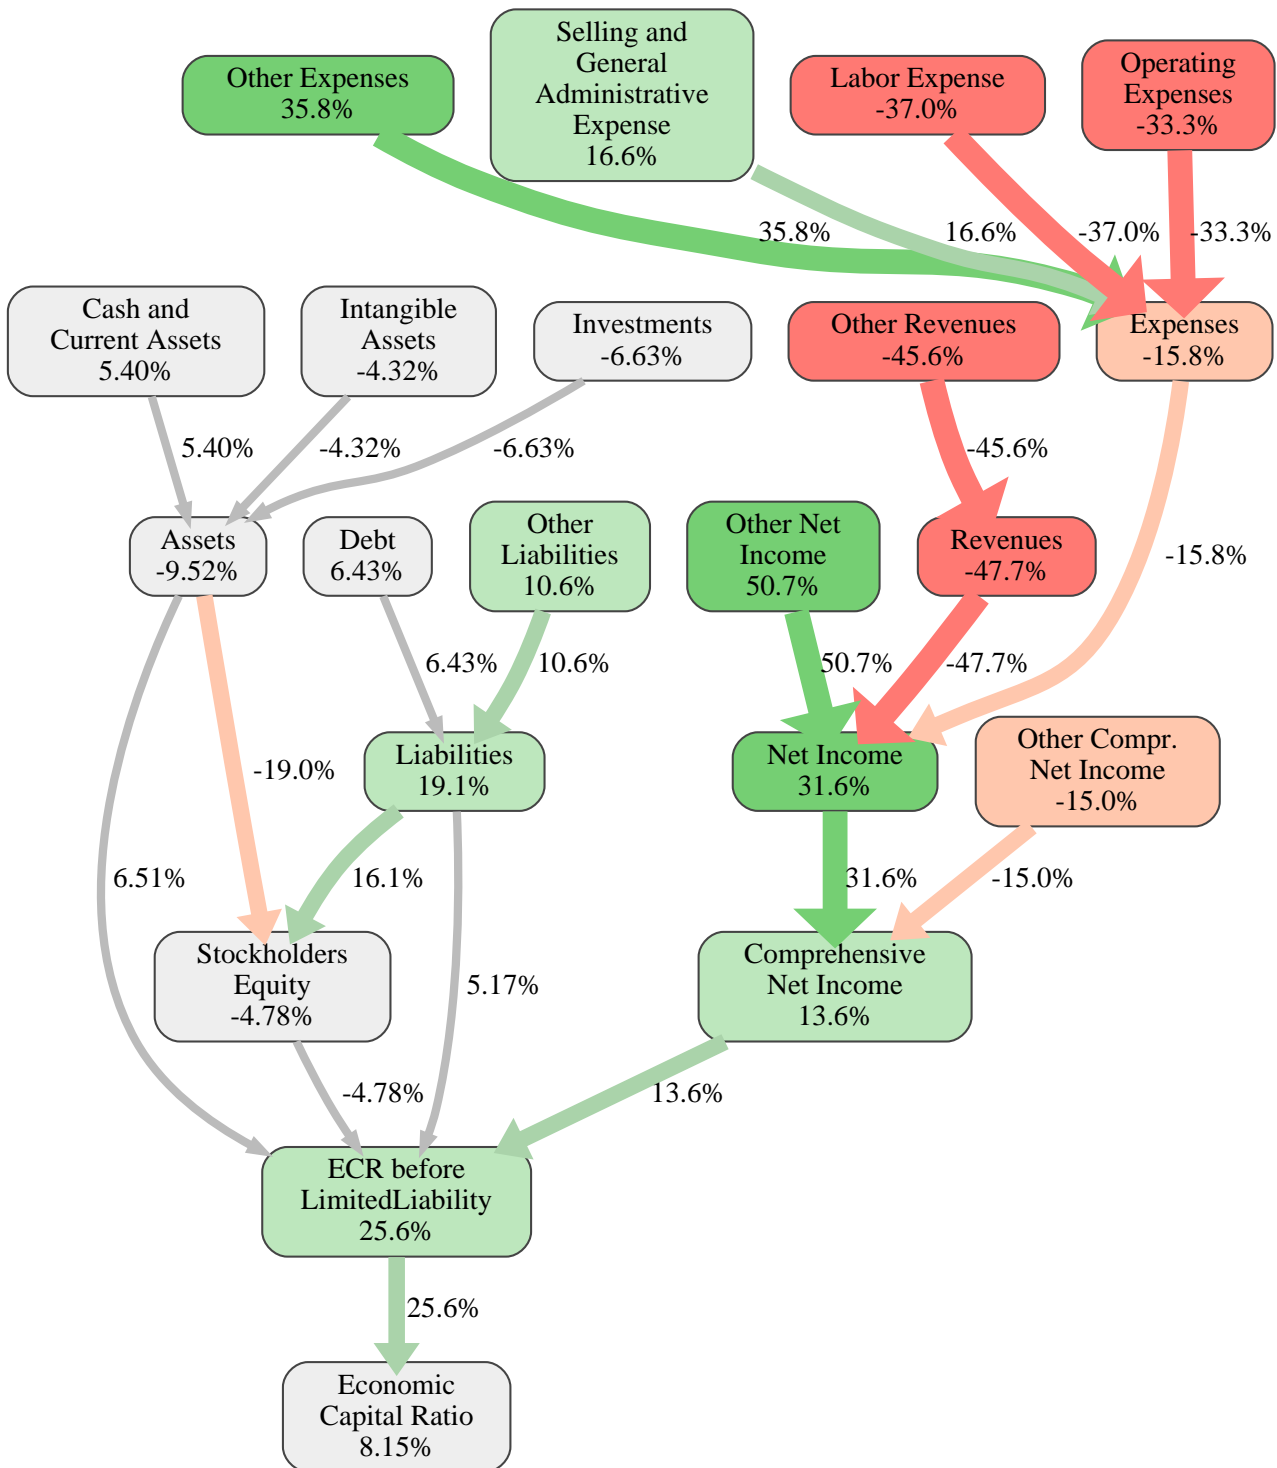 Other Expenses
35.8%
Selling and
General
Administrative
Expense
16.6%
Labor Expense
-37.0%
Operating
Expenses
-33.3%
35.8%
16.6%
-37.0%
-33.3%
Cash and
Current Assets
5.40%
Intangible
Assets
-4.32%
Investments
-6.63%
Other Revenues
-45.6%
Expenses
-15.8%
5.40%
-4.32%
-6.63%
-45.6%
-15.8%
Assets
-9.52%
Debt
6.43%
Other
Liabilities
10.6%
Other Net
Income
50.7%
Revenues
-47.7%
6.43%
10.6%
50.7%
-47.7%
-19.0%
Liabilities
19.1%
Net Income
31.6%
Other Compr.
Net Income
-15.0%
6.51%
16.1%
31.6%
-15.0%
Stockholders
Equity
-4.78%
5.17%
Comprehensive
Net Income
13.6%
-4.78%
13.6%
ECR before
LimitedLiability
25.6%
25.6%
Economic
Capital Ratio
8.15%